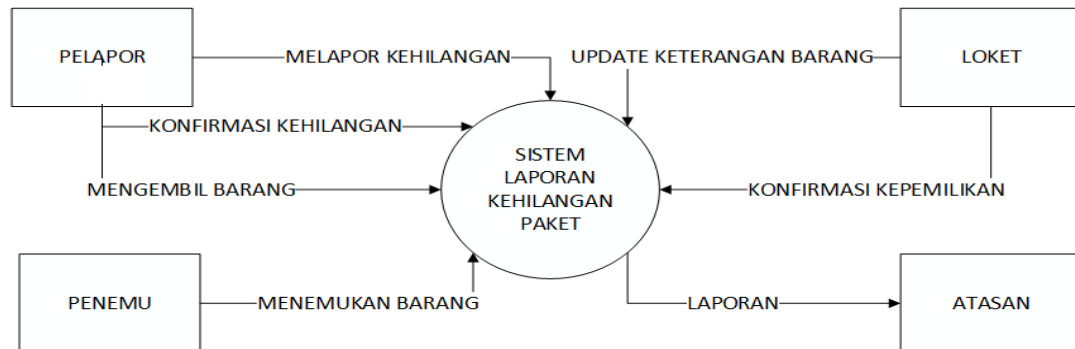 PELAPOR
MELAPOR KEHILANGAN
UPDATE KETERANGAN BARANG
LOKET
KONFIRMASI KEHILANGAN
SISTEM
LAPORAN
KEHILANGAN
PAKET
MENGEMBIL BARANG
KONFIRMASI KEPEMILIKAN
PENEMU
MENEMUKAN BARANG
LAPORAN
ATASAN